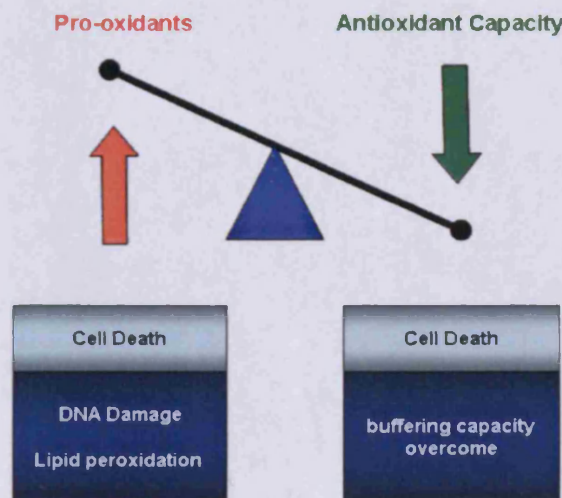 Pro-oxidants
Antioxidant Capacity
Cell Death
DNA Damage
Lipid peroxidation
Cell Death
buffering capacity
overcome